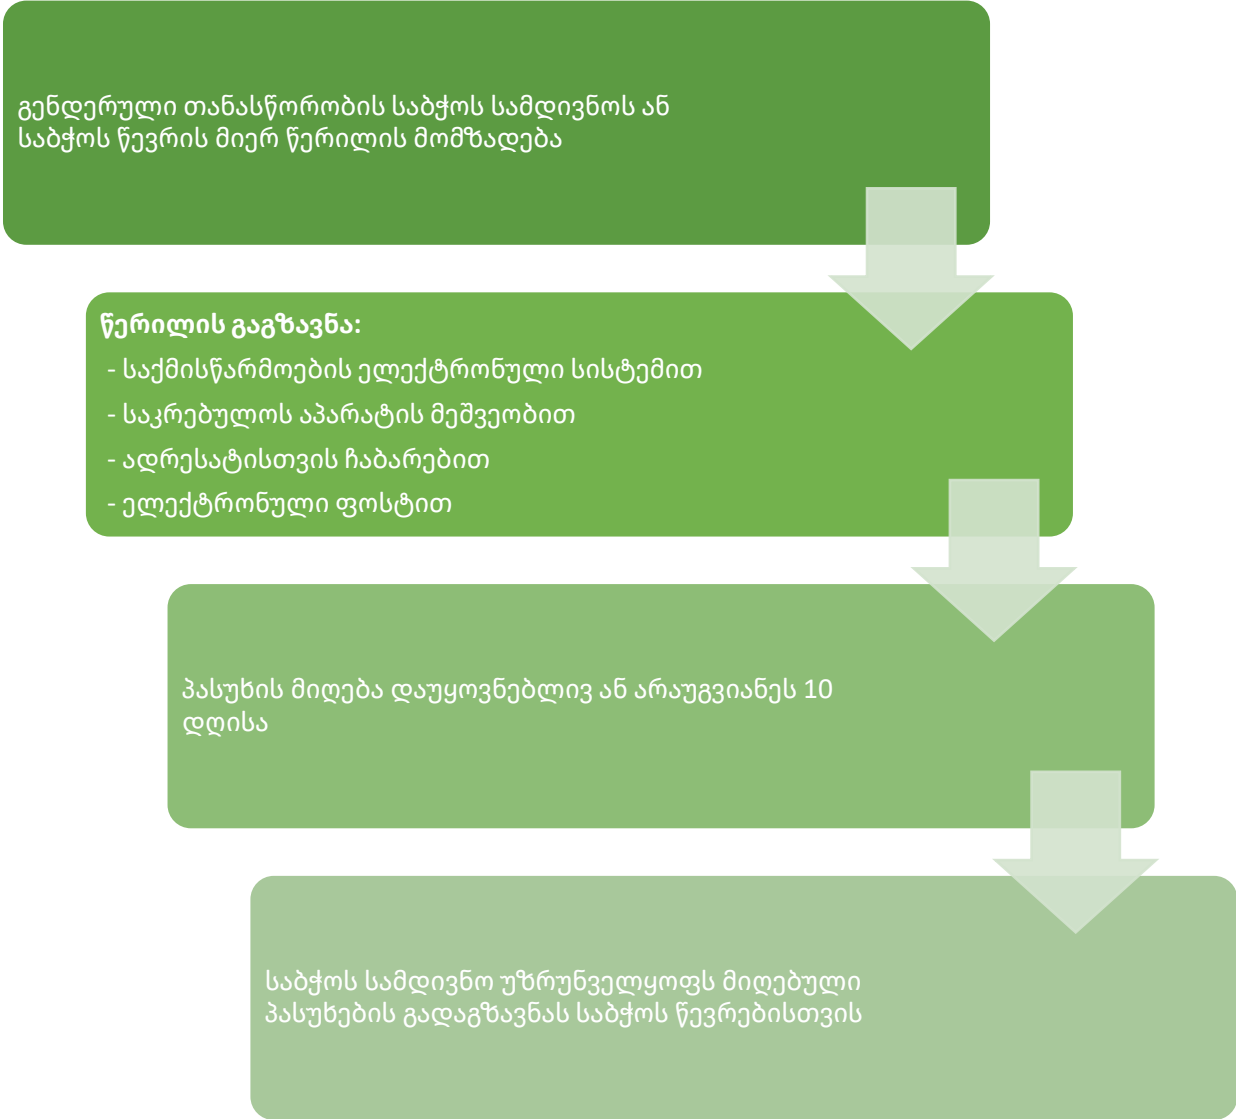 გენდერული თანასწორობის საბჭოს სამდივნოს ან
საბჭოს წევრის მიერ წერილის მომზადება
წერილის გაგზავნა:
- საქმისწარმოების ელექტრონული სისტემით
- საკრებულოს აპარატის მეშვეობით
- ადრესატისთვის ჩაბარებით
- ელექტრონული ფოსტით
პასუხის მიღება დაუყოვნებლივ ან არაუგვიანეს 10
დღისა
საბჭოს სამდივნო უზრუნველყოფს მიღებული
პასუხების გადაგზავნას საბჭოს წევრებისთვის